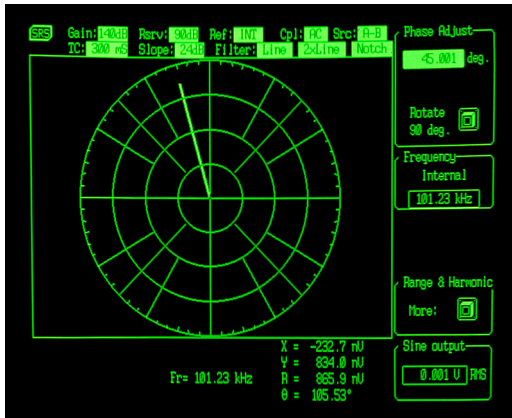 SRS Gain: 140dB Rsrv: 90dB Ref: INT Cpl: AC Src: A-B
TC: 300 mS Slope: 24dB Filter: Line 2xLine Notch
Phase Adjust
45.001 deg.
Rotate
90 deg.
Frequency
Internal
101.23 kHz
Range & Harmonic
More:
Sine output
0.001 V RMS
X = -232.7 nV
Y = 834.0 nV
Fr= 101.23 kHz R = 865.9 nV
θ = 105.53°